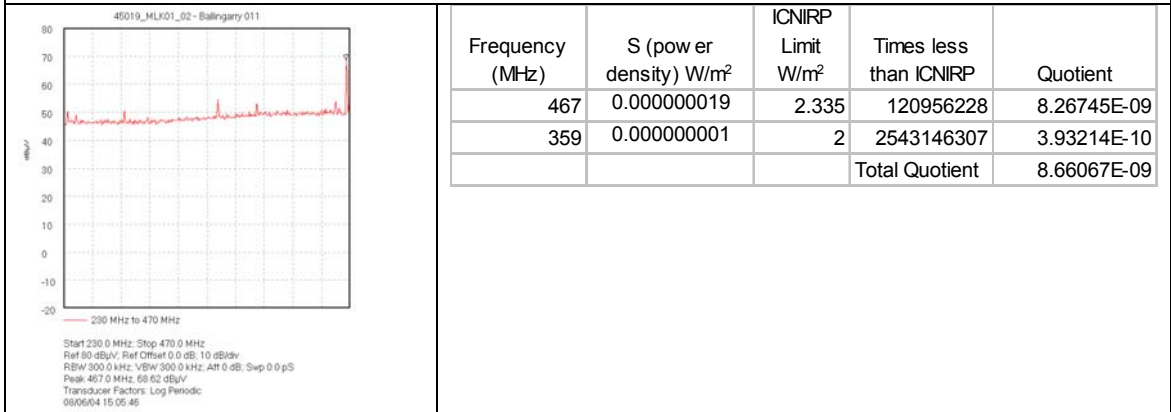 45019_MLK01_02 - Ballingarry 011
80
70
60
50
40
30
20
10
0
-10
-20
dBµV
230 MHz to 470 MHz
Start 230.0 MHz; Stop 470.0 MHz
Ref 80 dBµV; Ref Offset 0.0 dB; 10 dB/div
RBW 300.0 kHz; VBW 300.0 kHz; Att 0 dB; Swp 0.0 pS
Peak 467.0 MHz, 68.62 dBµV
Transducer Factors: Log Periodic
08/06/04 15:05:46
Frequency (MHz) S (power density) W/m² ICNIRP Limit W/m² Times less than ICNIRP Quotient
467 0.000000019 2.335 120956228 8.26745E-09
359 0.000000001 2 2543146307 3.93214E-10
Total Quotient 8.66067E-09